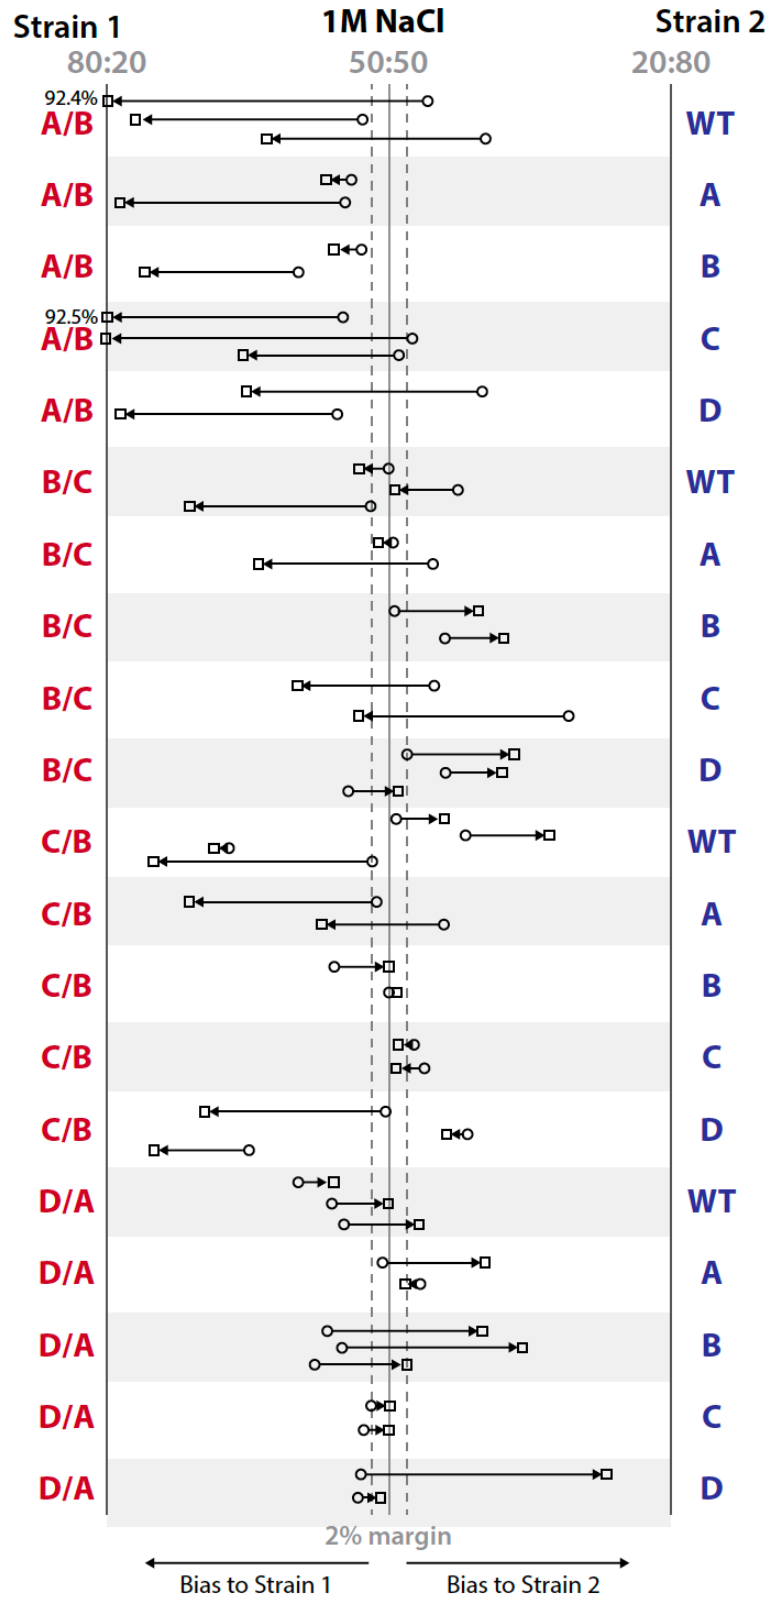 Strain 1 1M NaCl Strain 2
80:20 50:50 20:80
92.4%
A/B WT
A/B A
A/B B
92.5%
A/B C
A/B D
B/C WT
B/C A
B/C B
B/C C
B/C D
C/B WT
C/B A
C/B B
C/B C
C/B D
D/A WT
D/A A
D/A B
D/A C
D/A D
2% margin
Bias to Strain 1 Bias to Strain 2